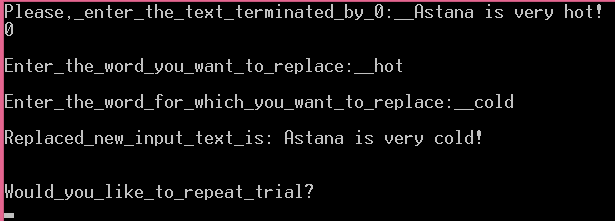 Please,_enter_the_text_terminated_by_0:__Astana is very hot!
0
Enter_the_word_you_want_to_replace:__hot
Enter_the_word_for_which_you_want_to_replace:__cold
Replaced_new_input_text_is: Astana is very cold!
Would_you_like_to_repeat_trial?